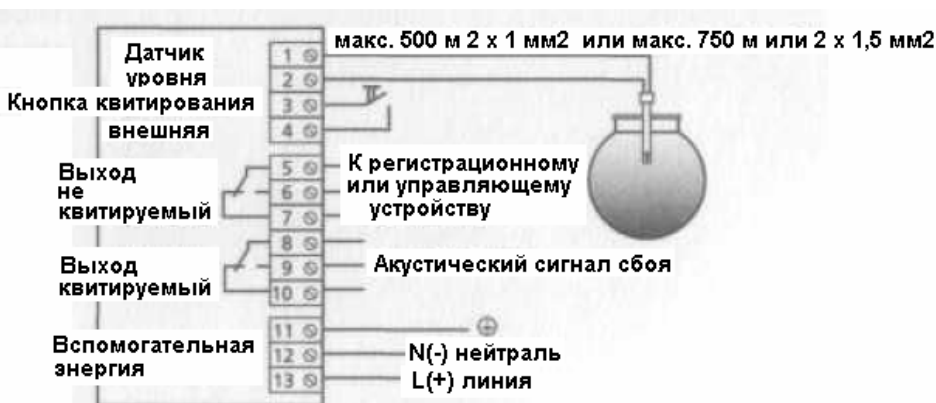 макс. 500 м 2 х 1 мм2 или макс. 750 м или 2 х 1,5 мм2
Датчик
уровня
1
2
Кнопка квитирования
внешняя
3
4
Выход
не
квитируемый
5
6
7
К регистрационному
или управляющему
устройству
Выход
квитируемый
8
9
10
Акустический сигнал сбоя
Вспомогательная
энергия
11
12
13
N(-) нейтраль
L(+) линия